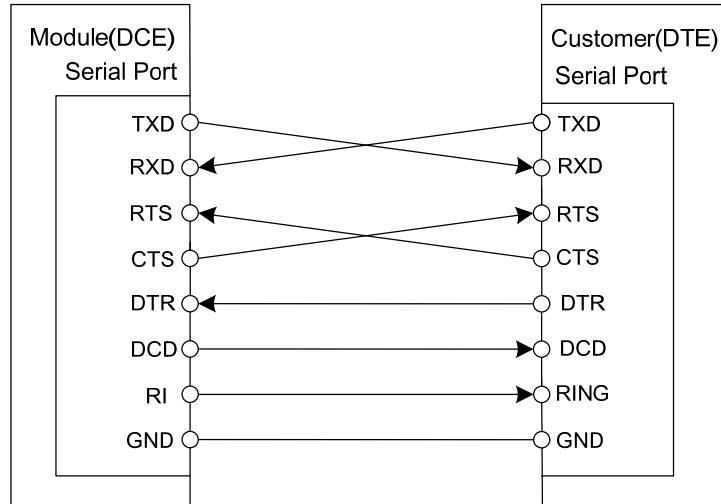 Module(DCE)
Serial Port
TXD
RXD
RTS
CTS
DTR
DCD
RI
GND
Customer(DTE)
Serial Port
TXD
RXD
RTS
CTS
DTR
DCD
RING
GND